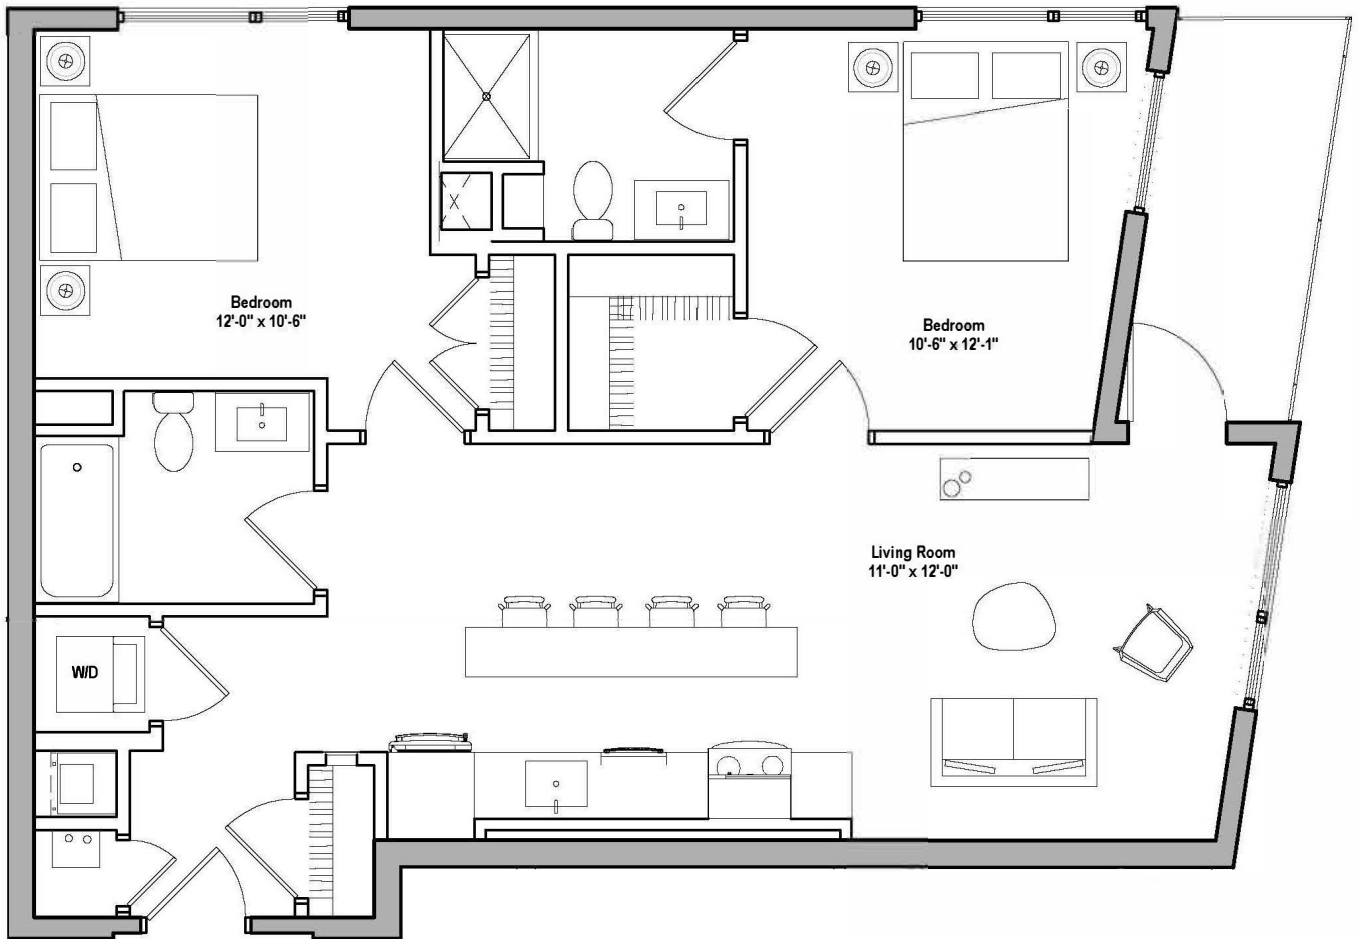 Bedroom
12'-0" x 10'-6"
Bedroom
10'-6" x 12'-1"
Living Room
11'-0" x 12'-0"
W/D